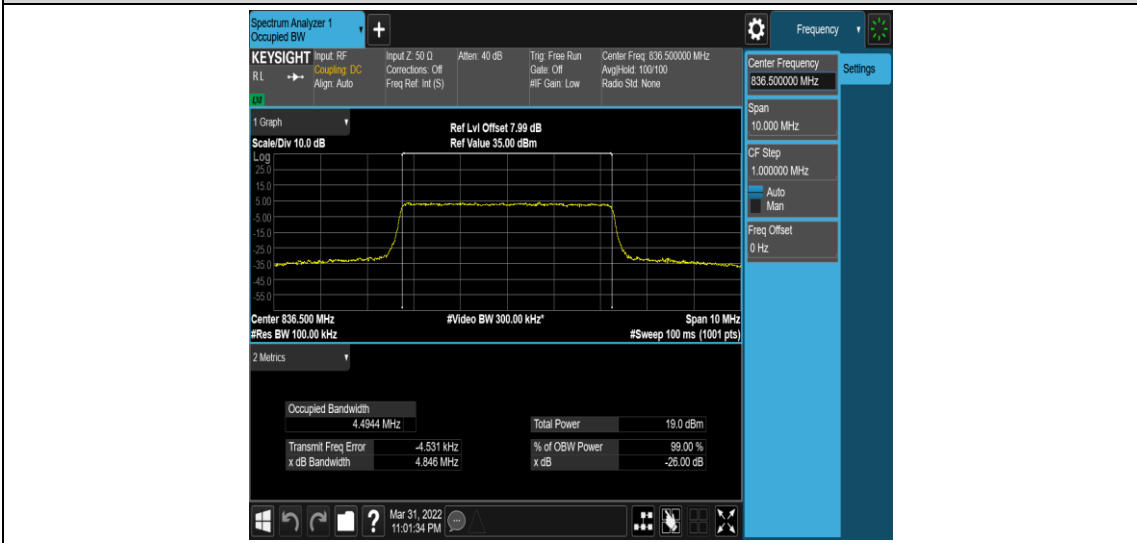 Spectrum Analyzer 1
Occupied BW
+
Frequency
KEYSIGHT
R L
LXI
Input: RF
Coupling: DC
Align: Auto
Input Z: 50 Ω
Corrections: Off
Freq Ref: Int (S)
Atten: 40 dB
Trig: Free Run
Gate: Off
#IF Gain: Low
Center Freq: 836.500000 MHz
Avg|Hold: 100/100
Radio Std: None
Center Frequency
836.500000 MHz
Settings
Span
10.000 MHz
CF Step
1.000000 MHz
Auto
Man
Freq Offset
0 Hz
1 Graph
Scale/Div 10.0 dB
Ref Lvl Offset 7.99 dB
Ref Value 35.00 dBm
Log
25.0
15.0
5.00
-5.00
-15.0
-25.0
-35.0
-45.0
-55.0
Center 836.500 MHz
#Video BW 300.00 kHz*
Span 10 MHz
#Res BW 100.00 kHz
#Sweep 100 ms (1001 pts)
2 Metrics
Occupied Bandwidth
4.4944 MHz
Total Power 19.0 dBm
Transmit Freq Error -4.531 kHz
% of OBW Power 99.00 %
x dB Bandwidth 4.846 MHz
x dB -26.00 dB
?
Mar 31, 2022
11:01:34 PM